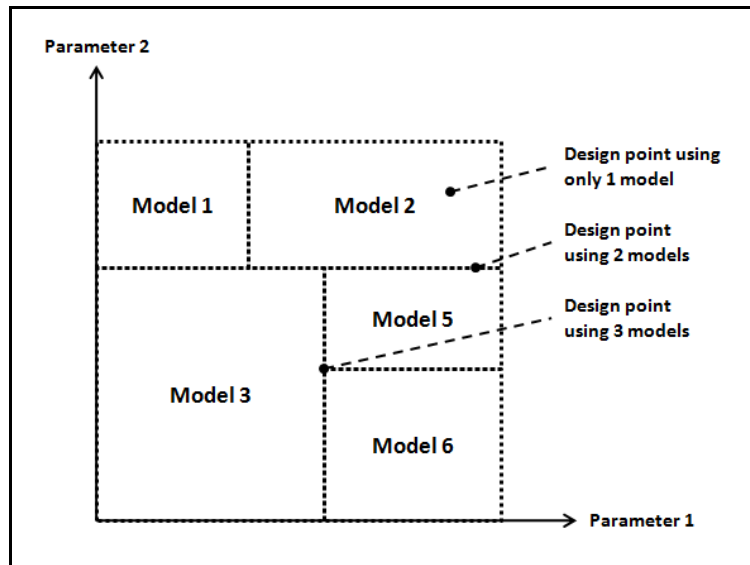 Parameter 2
Design point using
only 1 model
Model 1
Model 2
Design point
using 2 models
Model 5
Design point
using 3 models
Model 3
Model 6
Parameter 1